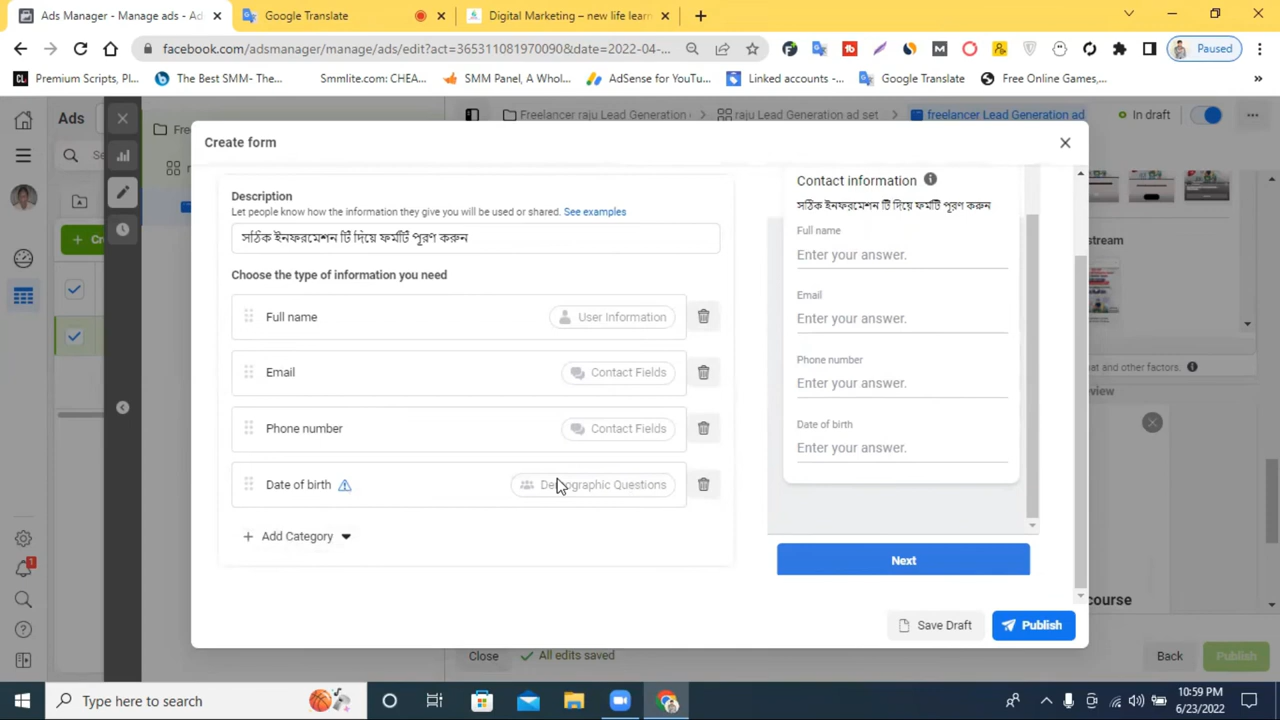 Ads Manager - Manage ads - Ad
Google Translate
Digital Marketing – new life learn
facebook.com/adsmanager/manage/ads/edit?act=365311081970090&date=2022-04-...
Paused
Premium Scripts, Pl...
The Best SMM- The...
Smmlite.com: CHEA...
SMM Panel, A Whol...
AdSense for YouTu...
Linked accounts -...
Google Translate
Free Online Games,...
»
Ads
Freelancer raju Lead Generation
raju Lead Generation ad set
freelancer Lead Generation ad
In draft
Create form
Description
Let people know how the information they give you will be used or shared. See examples
সঠিক ইনফরমেশন টি দিয়ে ফর্মটি পূরণ করুন
Choose the type of information you need
Full name
User Information
Email
Contact Fields
Phone number
Contact Fields
Date of birth
Demographic Questions
+ Add Category
Contact information
সঠিক ইনফরমেশন টি দিয়ে ফর্মটি পূরণ করুন
Full name
Enter your answer.
Email
Enter your answer.
Phone number
Enter your answer.
Date of birth
Enter your answer.
Next
Save Draft
Publish
Close
All edits saved
Back
Publish
Type here to search
10:59 PM
6/23/2022